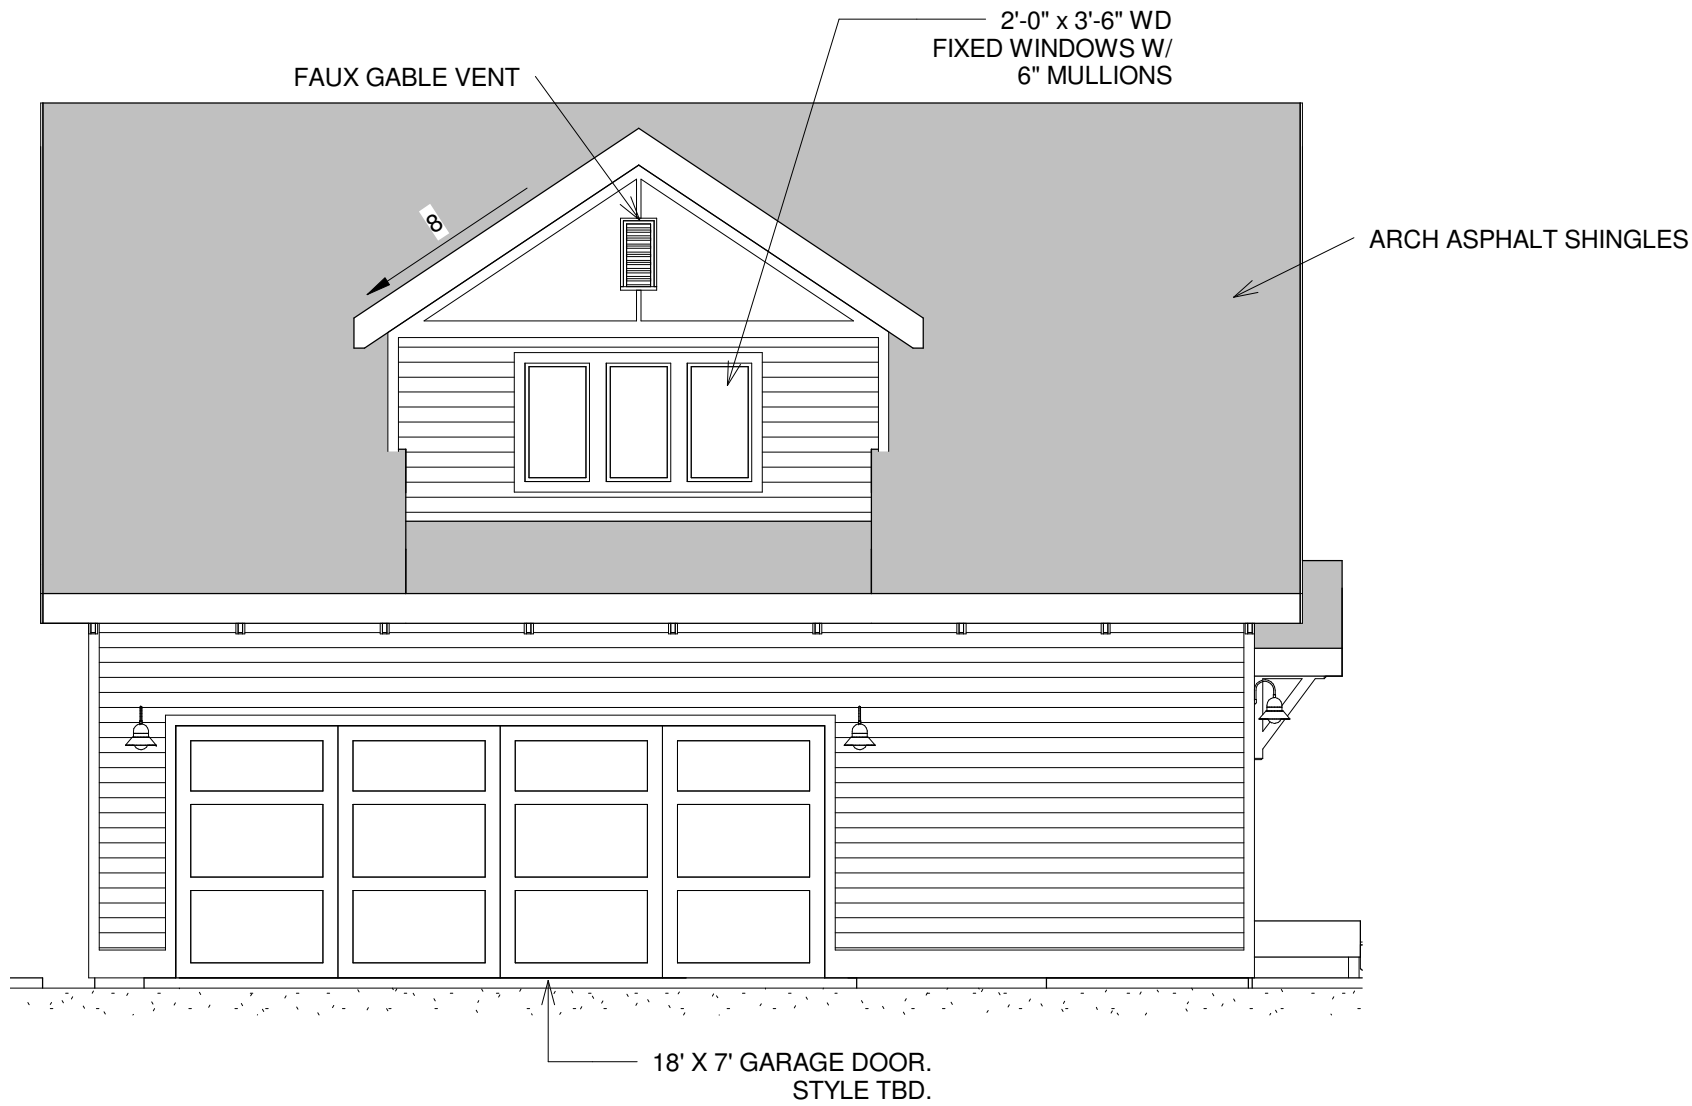 2'-0" x 3'-6" WD
FIXED WINDOWS W/
6" MULLIONS
FAUX GABLE VENT
8
ARCH ASPHALT SHINGLES
18' X 7' GARAGE DOOR.
STYLE TBD.